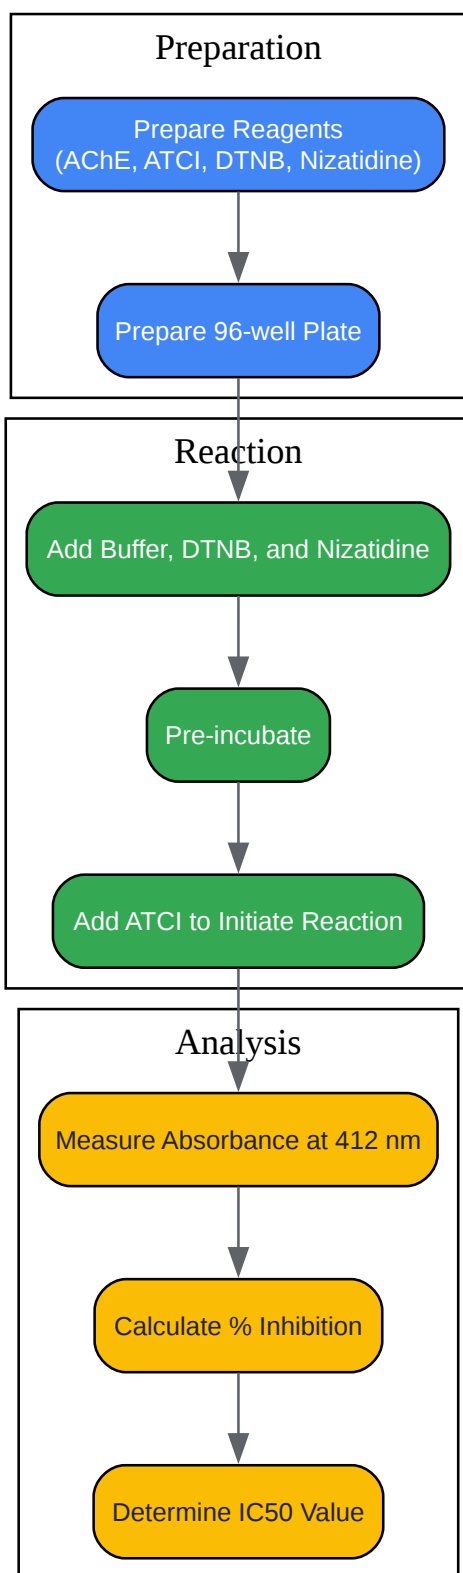 Preparation
Prepare Reagents
(AChE, ATCI, DTNB, Nizatidine)
Prepare 96-well Plate
Reaction
Add Buffer, DTNB, and Nizatidine
Pre-incubate
Add ATCI to Initiate Reaction
Analysis
Measure Absorbance at 412 nm
Calculate % Inhibition
Determine IC50 Value